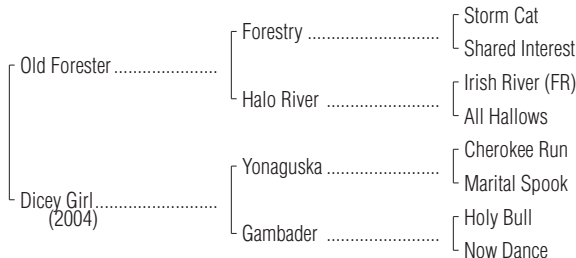 Storm Cat
Forestry ........................................
Shared Interest
Old Forester.............................
Irish River (FR)
Halo River ......................................
All Hallows
Cherokee Run
Yonaguska .....................................
Marital Spook
Dicey Girl..................................
(2004)
Holy Bull
Gambader ......................................
Now Dance